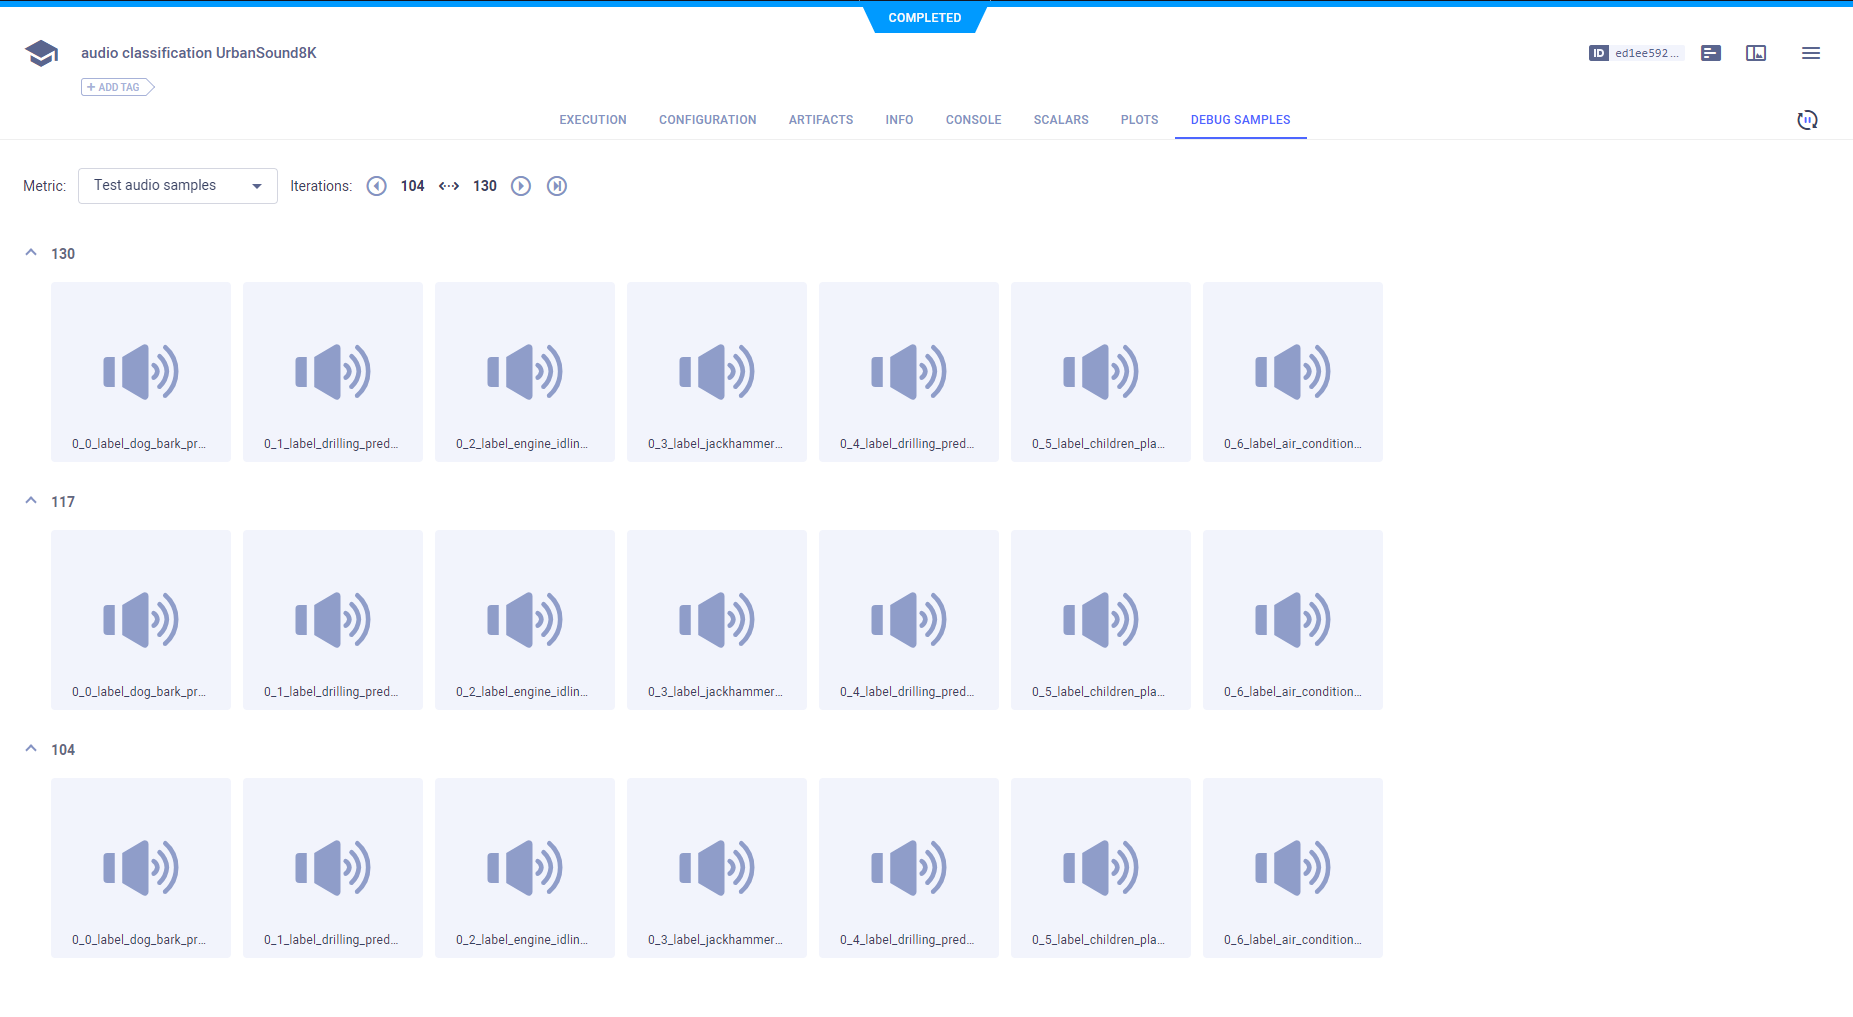 COMPLETED
audio classification UrbanSound8K
ID ed1ee592...
+ ADD TAG
EXECUTION CONFIGURATION ARTIFACTS INFO CONSOLE SCALARS PLOTS DEBUG SAMPLES
Metric: Test audio samples Iterations: 104 130
130
0_0_label_dog_bark_pr... 0_1_label_drilling_pred... 0_2_label_engine_idlin... 0_3_label_jackhammer... 0_4_label_drilling_pred... 0_5_label_children_pla... 0_6_label_air_condition...
117
0_0_label_dog_bark_pr... 0_1_label_drilling_pred... 0_2_label_engine_idlin... 0_3_label_jackhammer... 0_4_label_drilling_pred... 0_5_label_children_pla... 0_6_label_air_condition...
104
0_0_label_dog_bark_pr... 0_1_label_drilling_pred... 0_2_label_engine_idlin... 0_3_label_jackhammer... 0_4_label_drilling_pred... 0_5_label_children_pla... 0_6_label_air_condition...